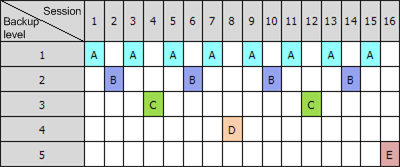 Session
Backup level
1 2 3 4 5 6 7 8 9 10 11 12 13 14 15 16
1 A A A A A A A A
2 B B B B
3 C C
4 D
5 E